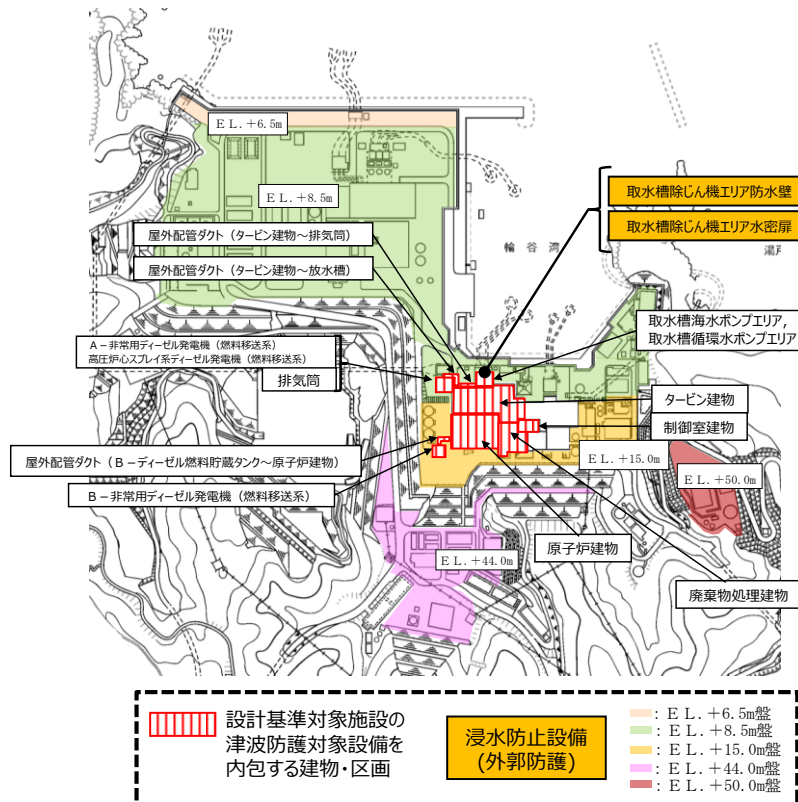 EL.+6.5m
取水槽除じん機エリア防水壁
EL.+8.5m
取水槽除じん機エリア水密扉
屋外配管ダクト（タービン建物～排気筒）
輪谷湾
屋外配管ダクト（タービン建物～放水槽）
取水槽海水ポンプエリア,
取水槽循環水ポンプエリア
A－非常用ディーゼル発電機（燃料移送系）
高圧炉心スプレイ系ディーゼル発電機（燃料移送系）
排気筒
タービン建物
制御室建物
屋外配管ダクト（B－ディーゼル燃料貯蔵タンク～原子炉建物）
EL.+15.0m
EL.+50.0m
B－非常用ディーゼル発電機（燃料移送系）
原子炉建物
EL.+44.0m
廃棄物処理建物
設計基準対象施設の
津波防護対象設備を
内包する建物・区画
浸水防止設備
(外郭防護)
：EL.+6.5m盤
：EL.+8.5m盤
：EL.+15.0m盤
：EL.+44.0m盤
：EL.+50.0m盤